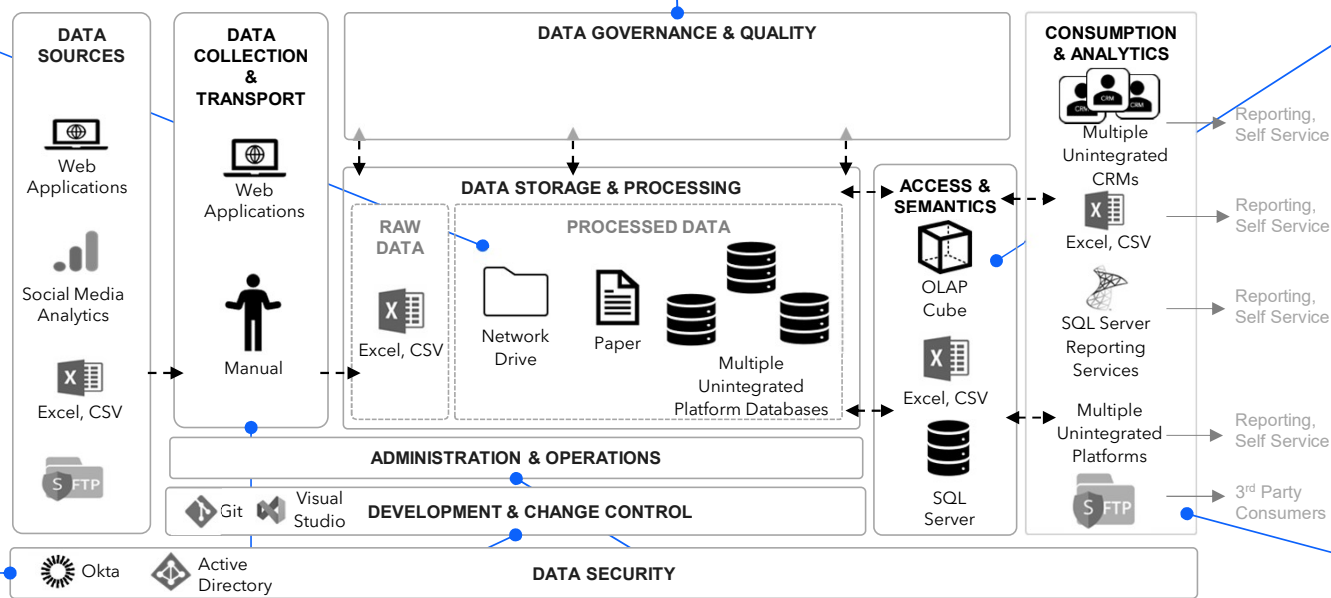 DATA
SOURCES
Web
Applications
Social Media
Analytics
Excel, CSV
S FTP
DATA
COLLECTION
&
TRANSPORT
Web
Applications
Manual
DATA GOVERNANCE & QUALITY
DATA STORAGE & PROCESSING
RAW
DATA
Excel, CSV
PROCESSED DATA
Network
Drive
Paper
Multiple
Unintegrated
Platform Databases
ACCESS &
SEMANTICS
OLAP
Cube
Excel, CSV
SQL
Server
CONSUMPTION
& ANALYTICS
CRM
CRM
CRM
Multiple
Unintegrated
CRMs
Excel, CSV
SQL Server
Reporting
Services
Multiple
Unintegrated
Platforms
S FTP
Reporting,
Self Service
Reporting,
Self Service
Reporting,
Self Service
Reporting,
Self Service
3rd Party
Consumers
ADMINISTRATION & OPERATIONS
Git
Visual
Studio
DEVELOPMENT & CHANGE CONTROL
Okta
Active
Directory
DATA SECURITY